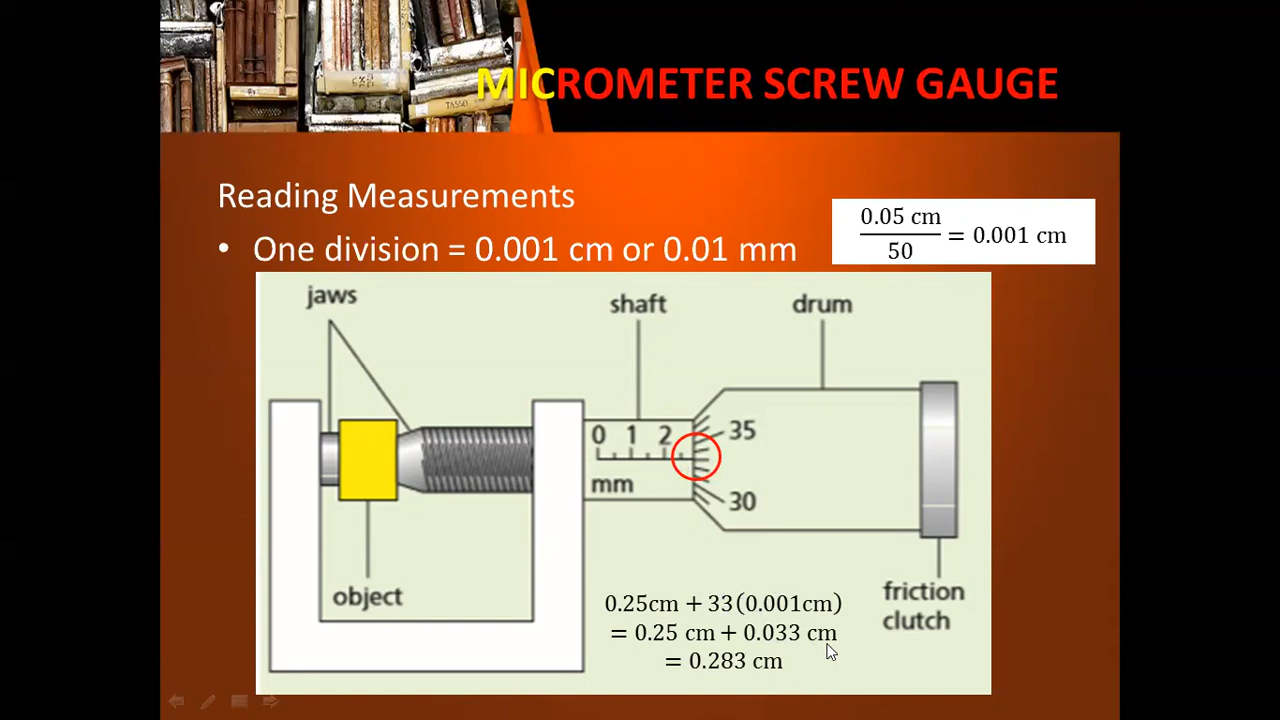 MICROMETER SCREW GAUGE
Reading Measurements
• One division = 0.001 cm or 0.01 mm
0.05 cm
50
= 0.001 cm
jaws
shaft
drum
0 1 2
35
mm
30
object
friction
clutch
0.25cm + 33(0.001cm)
= 0.25 cm + 0.033 cm
= 0.283 cm
TASSO